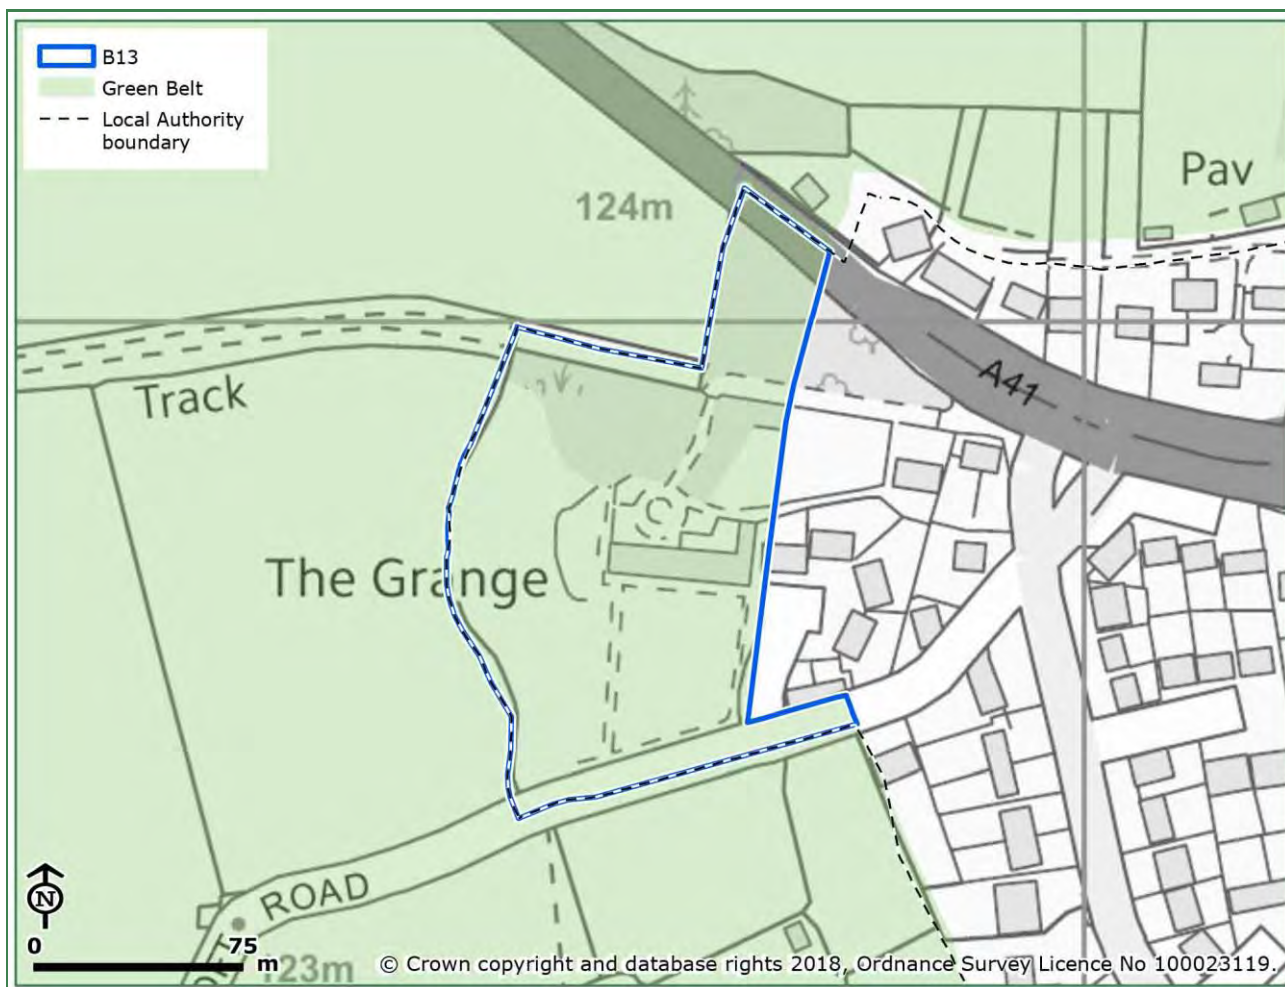 B13
Green Belt
Local Authority
boundary
Pav
124m
A41
Track
The Grange
ROAD
N
0 75
m
123m
© Crown copyright and database rights 2018, Ordnance Survey Licence No 100023119.